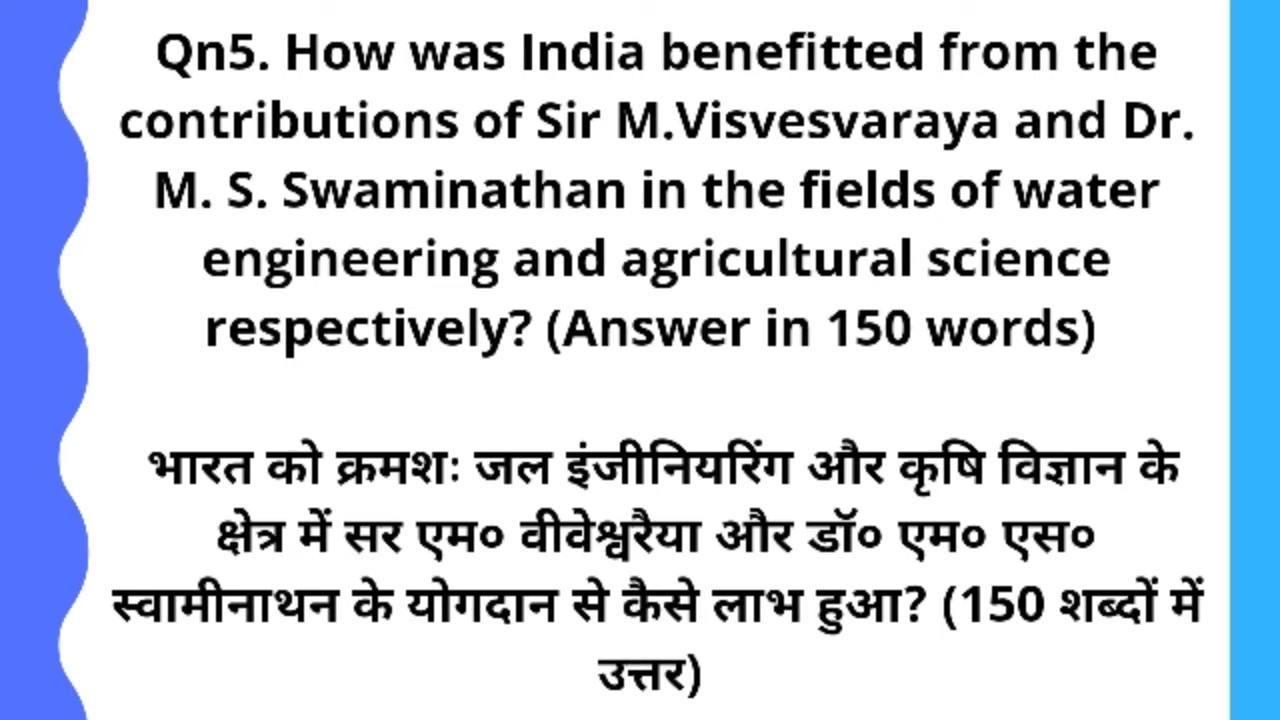 Qn5. How was India benefitted from the
contributions of Sir M.Visvesvaraya and Dr.
M. S. Swaminathan in the fields of water
engineering and agricultural science
respectively? (Answer in 150 words)
भारत को क्रमशः जल इंजीनियरिंग और कृषि विज्ञान के
क्षेत्र में सर एम० वीवेश्वरैया और डॉ० एम० एस०
स्वामीनाथन के योगदान से कैसे लाभ हुआ? (150 शब्दों में
उत्तर)